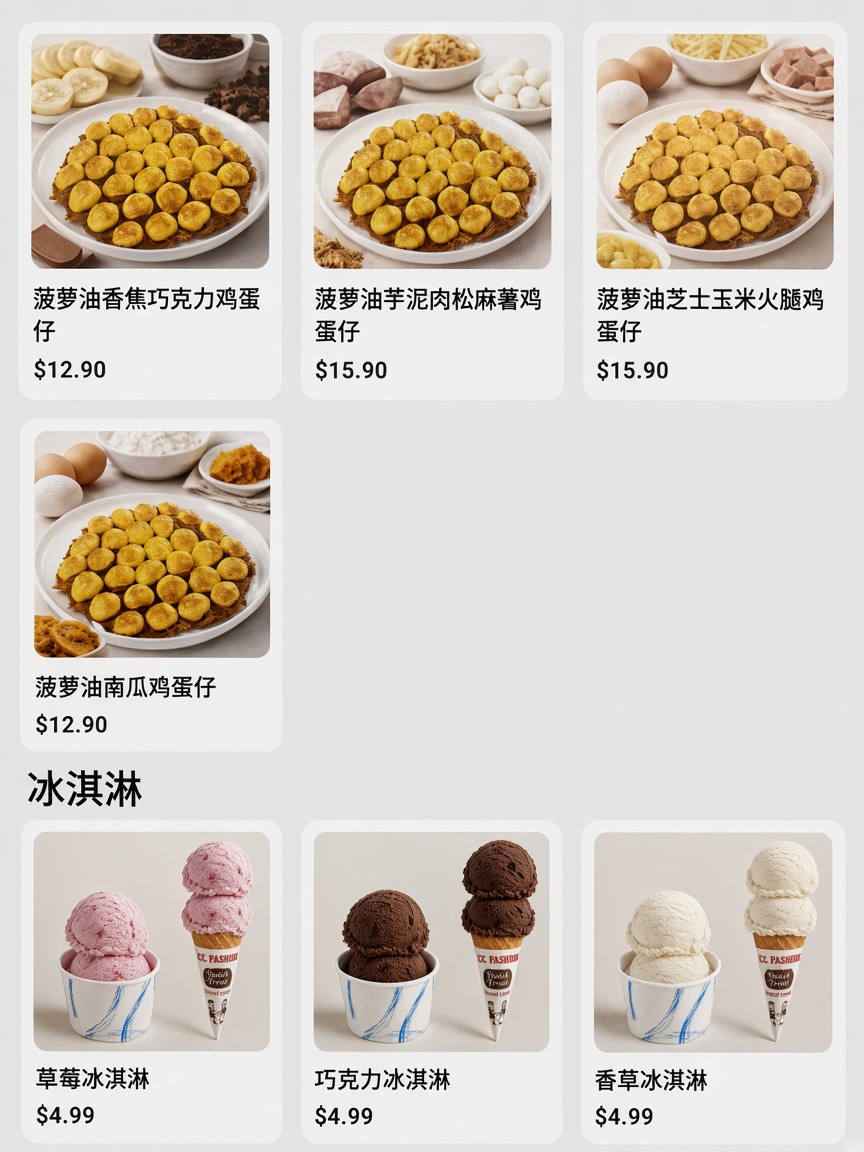 菠萝油香焦巧克力鸡蛋
仔
$12.90
菠萝油芋泥肉松麻薯鸡
蛋仔
$15.90
菠萝油芝士玉米火腿鸡
蛋仔
$15.90
菠萝油南瓜鸡蛋仔
$12.90
冰淇淋
草莓冰淇淋
$4.99
巧克力冰淇淋
$4.99
香草冰淇淋
$4.99